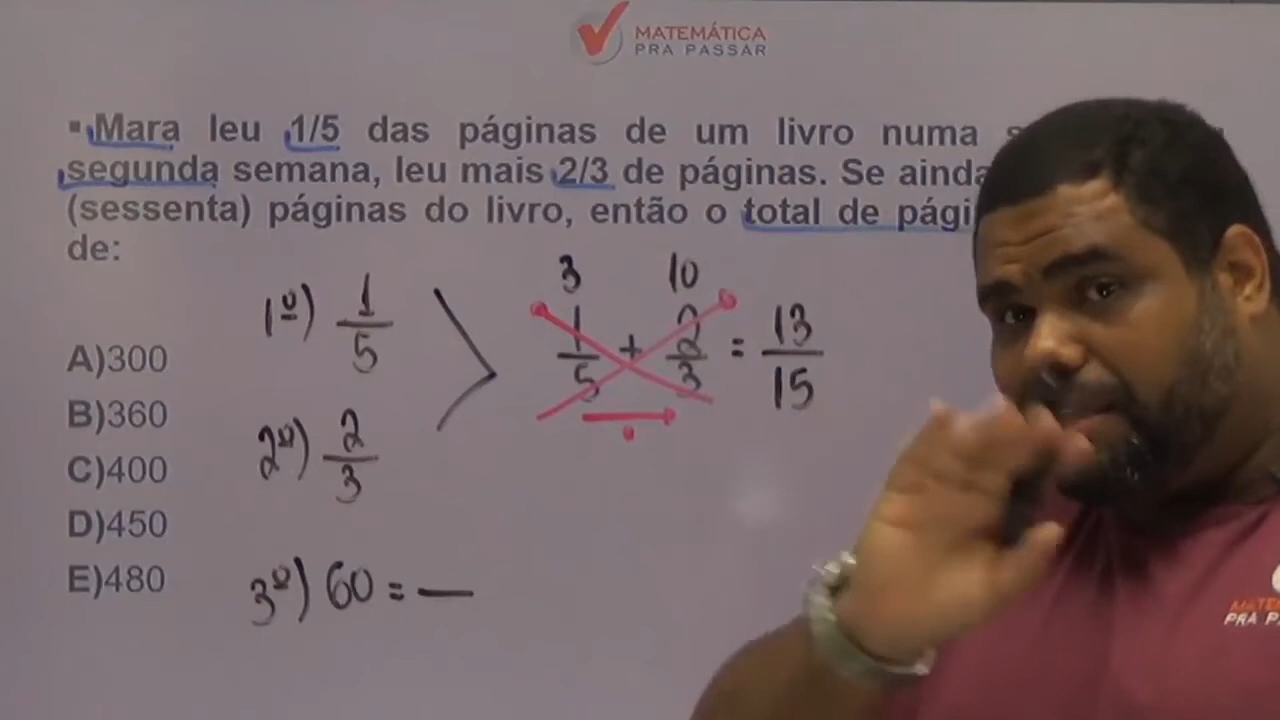 MATEMÁTICA
PRA PASSAR
▪Mara leu 1/5 das páginas de um livro numa
segunda semana, leu mais 2/3 de páginas. Se ainda
(sessenta) páginas do livro, então o total de
de:
A)300
B)360
C)400
D)450
E)480
1º) 1/5
2º) 2/3
3º) 60 = —
3 10
1/5 + 2/3 = 13/15
PRA